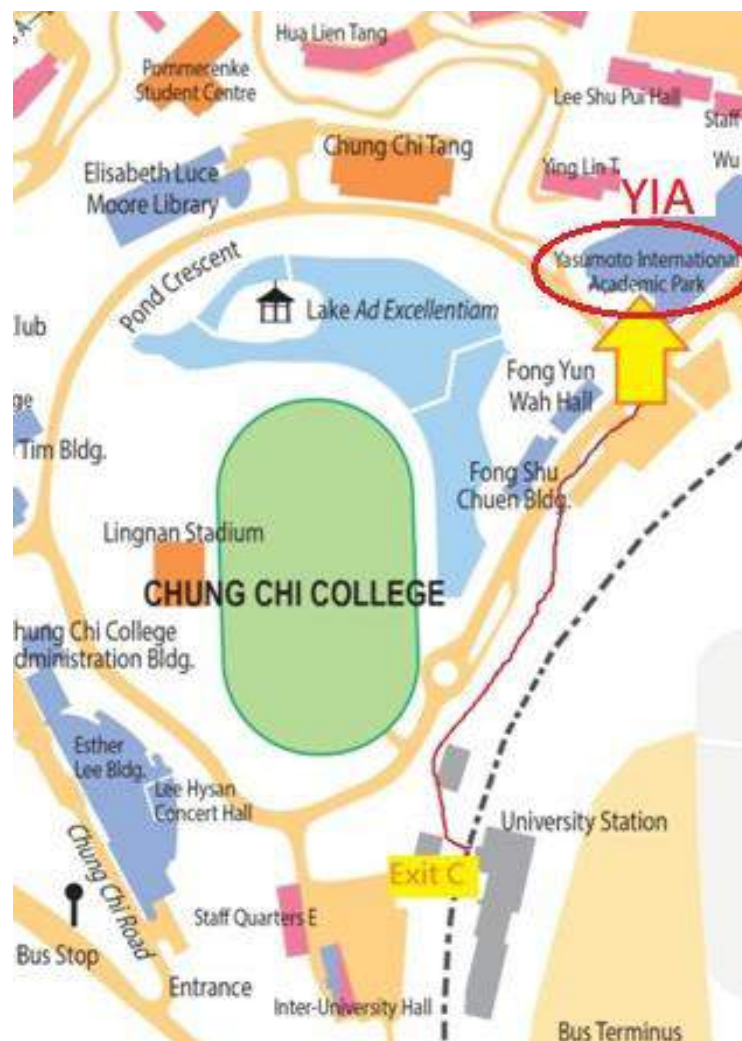 Hua Lien Tang
Pommerenke
Student Centre
Lee Shu Pui Hall
Staff
Chung Chi Tang
Ying Lin T.
Wu
Elisabeth Luce
Moore Library
YIA
Yasumoto International
Academic Park
Pond Crescent
Lake Ad Excellentiam
lub
Fong Yun
Wah Hall
ge
Tim Bldg.
Fong Shu
Chuen Bldg.
Lingnan Stadium
CHUNG CHI COLLEGE
hung Chi College
dministration Bldg.
Esther
Lee Bldg.
Lee Hysan
Concert Hall
University Station
Exit C
Chung Chi Road
Staff Quarters E
Bus Stop
Entrance
Inter-University Hall
Bus Terminus